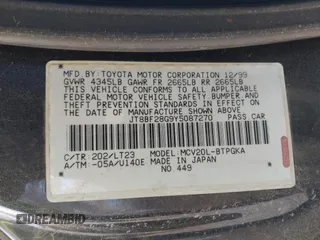 MFD. BY: TOYOTA MOTOR CORPORATION 12/99
GVWR 4345LB GAWR FR 2665LB RR 2665LB
THIS VEHICLE CONFORMS TO ALL APPLICABLE
FEDERAL MOTOR VEHICLE SAFETY, BUMPER, AND
THEFT PREVENTION STANDARDS IN EFFECT ON
THE DATE OF MANUFACTURE SHOWN ABOVE.
JT8BF28G9Y5087270 PASS CAR
C/TR: 202/LT23 MODEL: MCV20L-BTPGKA
A/TM -05A/U140E MADE IN JAPAN
NO. 449